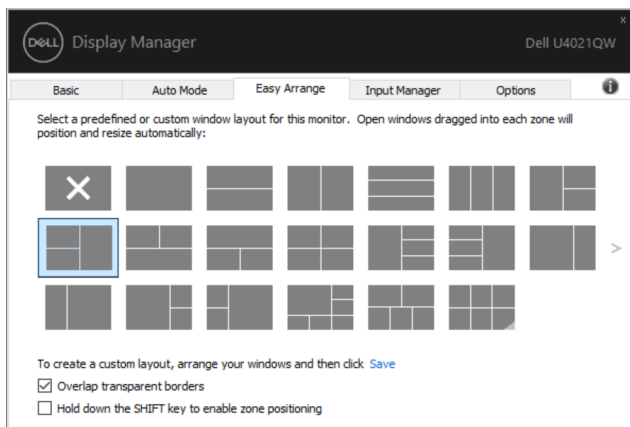 x
DELL Display Manager Dell U4021QW
Basic Auto Mode Easy Arrange Input Manager Options i
Select a predefined or custom window layout for this monitor. Open windows dragged into each zone will
position and resize automatically:
>
To create a custom layout, arrange your windows and then click Save
Overlap transparent borders
Hold down the SHIFT key to enable zone positioning